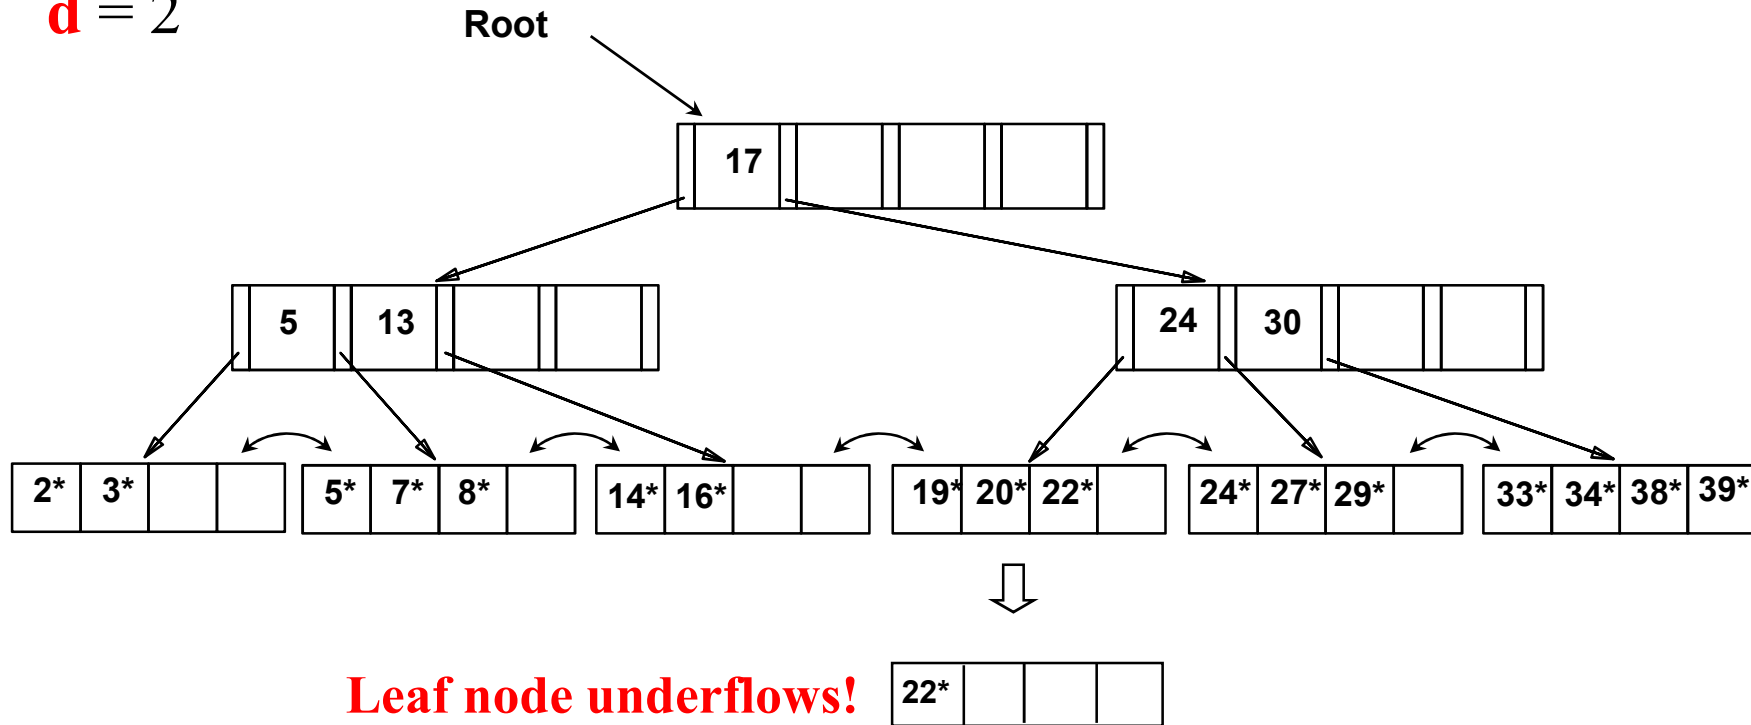 d = 2
Root
17
5 13
24 30
2* 3*
5* 7* 8*
14* 16*
19* 20* 22*
24* 27* 29*
33* 34* 38* 39*
Leaf node underflows!
22*